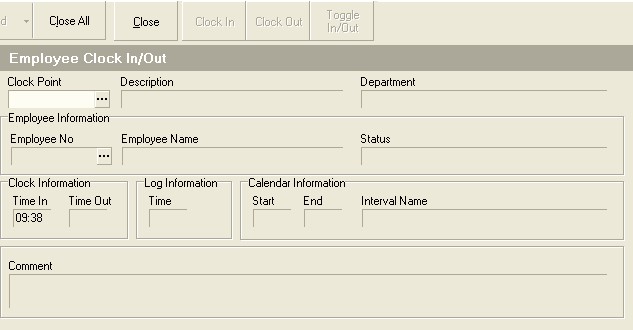 d Close All Close Clock In Clock Out Toggle
In/Out
Employee Clock In/Out
Clock Point Description Department
...
Employee Information
Employee No Employee Name Status
...
Clock Information Log Information Calendar Information
Time In Time Out Time Start End Interval Name
09:38
Comment